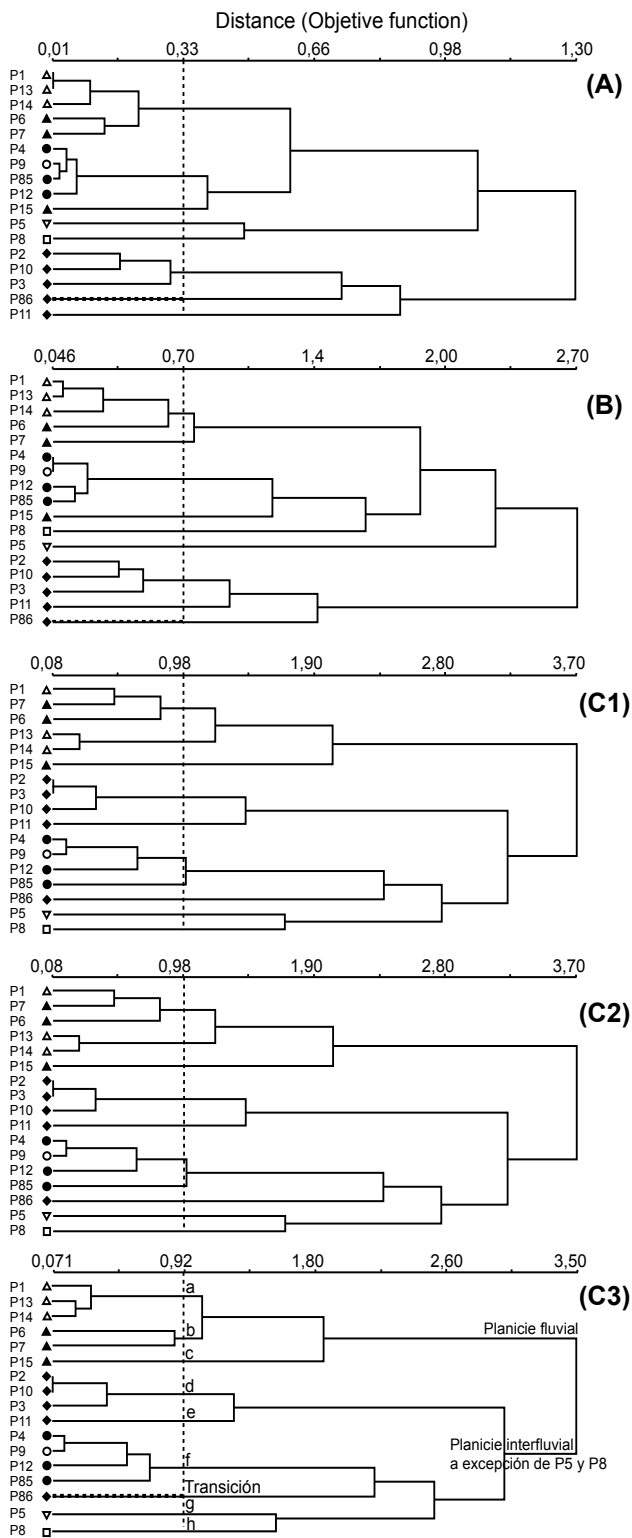 Distance (Objetive function)
0,01 0,33 0,66 0,98 1,30
(A)
P1
P13
P14
P6
P7
P4
P9
P85
P12
P15
P5
P8
P2
P10
P3
P86
P11
0,046 0,70 1,4 2,00 2,70
(B)
P1
P13
P14
P6
P7
P4
P9
P12
P85
P15
P8
P5
P2
P10
P3
P11
P86
0,08 0,98 1,90 2,80 3,70
(C1)
P1
P7
P6
P13
P14
P15
P2
P3
P10
P11
P4
P9
P12
P85
P86
P5
P8
0,08 0,98 1,90 2,80 3,70
(C2)
P1
P7
P6
P13
P14
P15
P2
P3
P10
P11
P4
P9
P12
P85
P86
P5
P8
0,071 0,92 1,80 2,60 3,50
(C3)
P1 a
P13
P14
P6 b
P7
P15 c
P2
P10 d
P3
P11 e
P4
P9
P12 f
P85
P86 Transición
P5 g
P8 h
Planicie fluvial
Planicie interfluvial
a excepción de P5 y P8